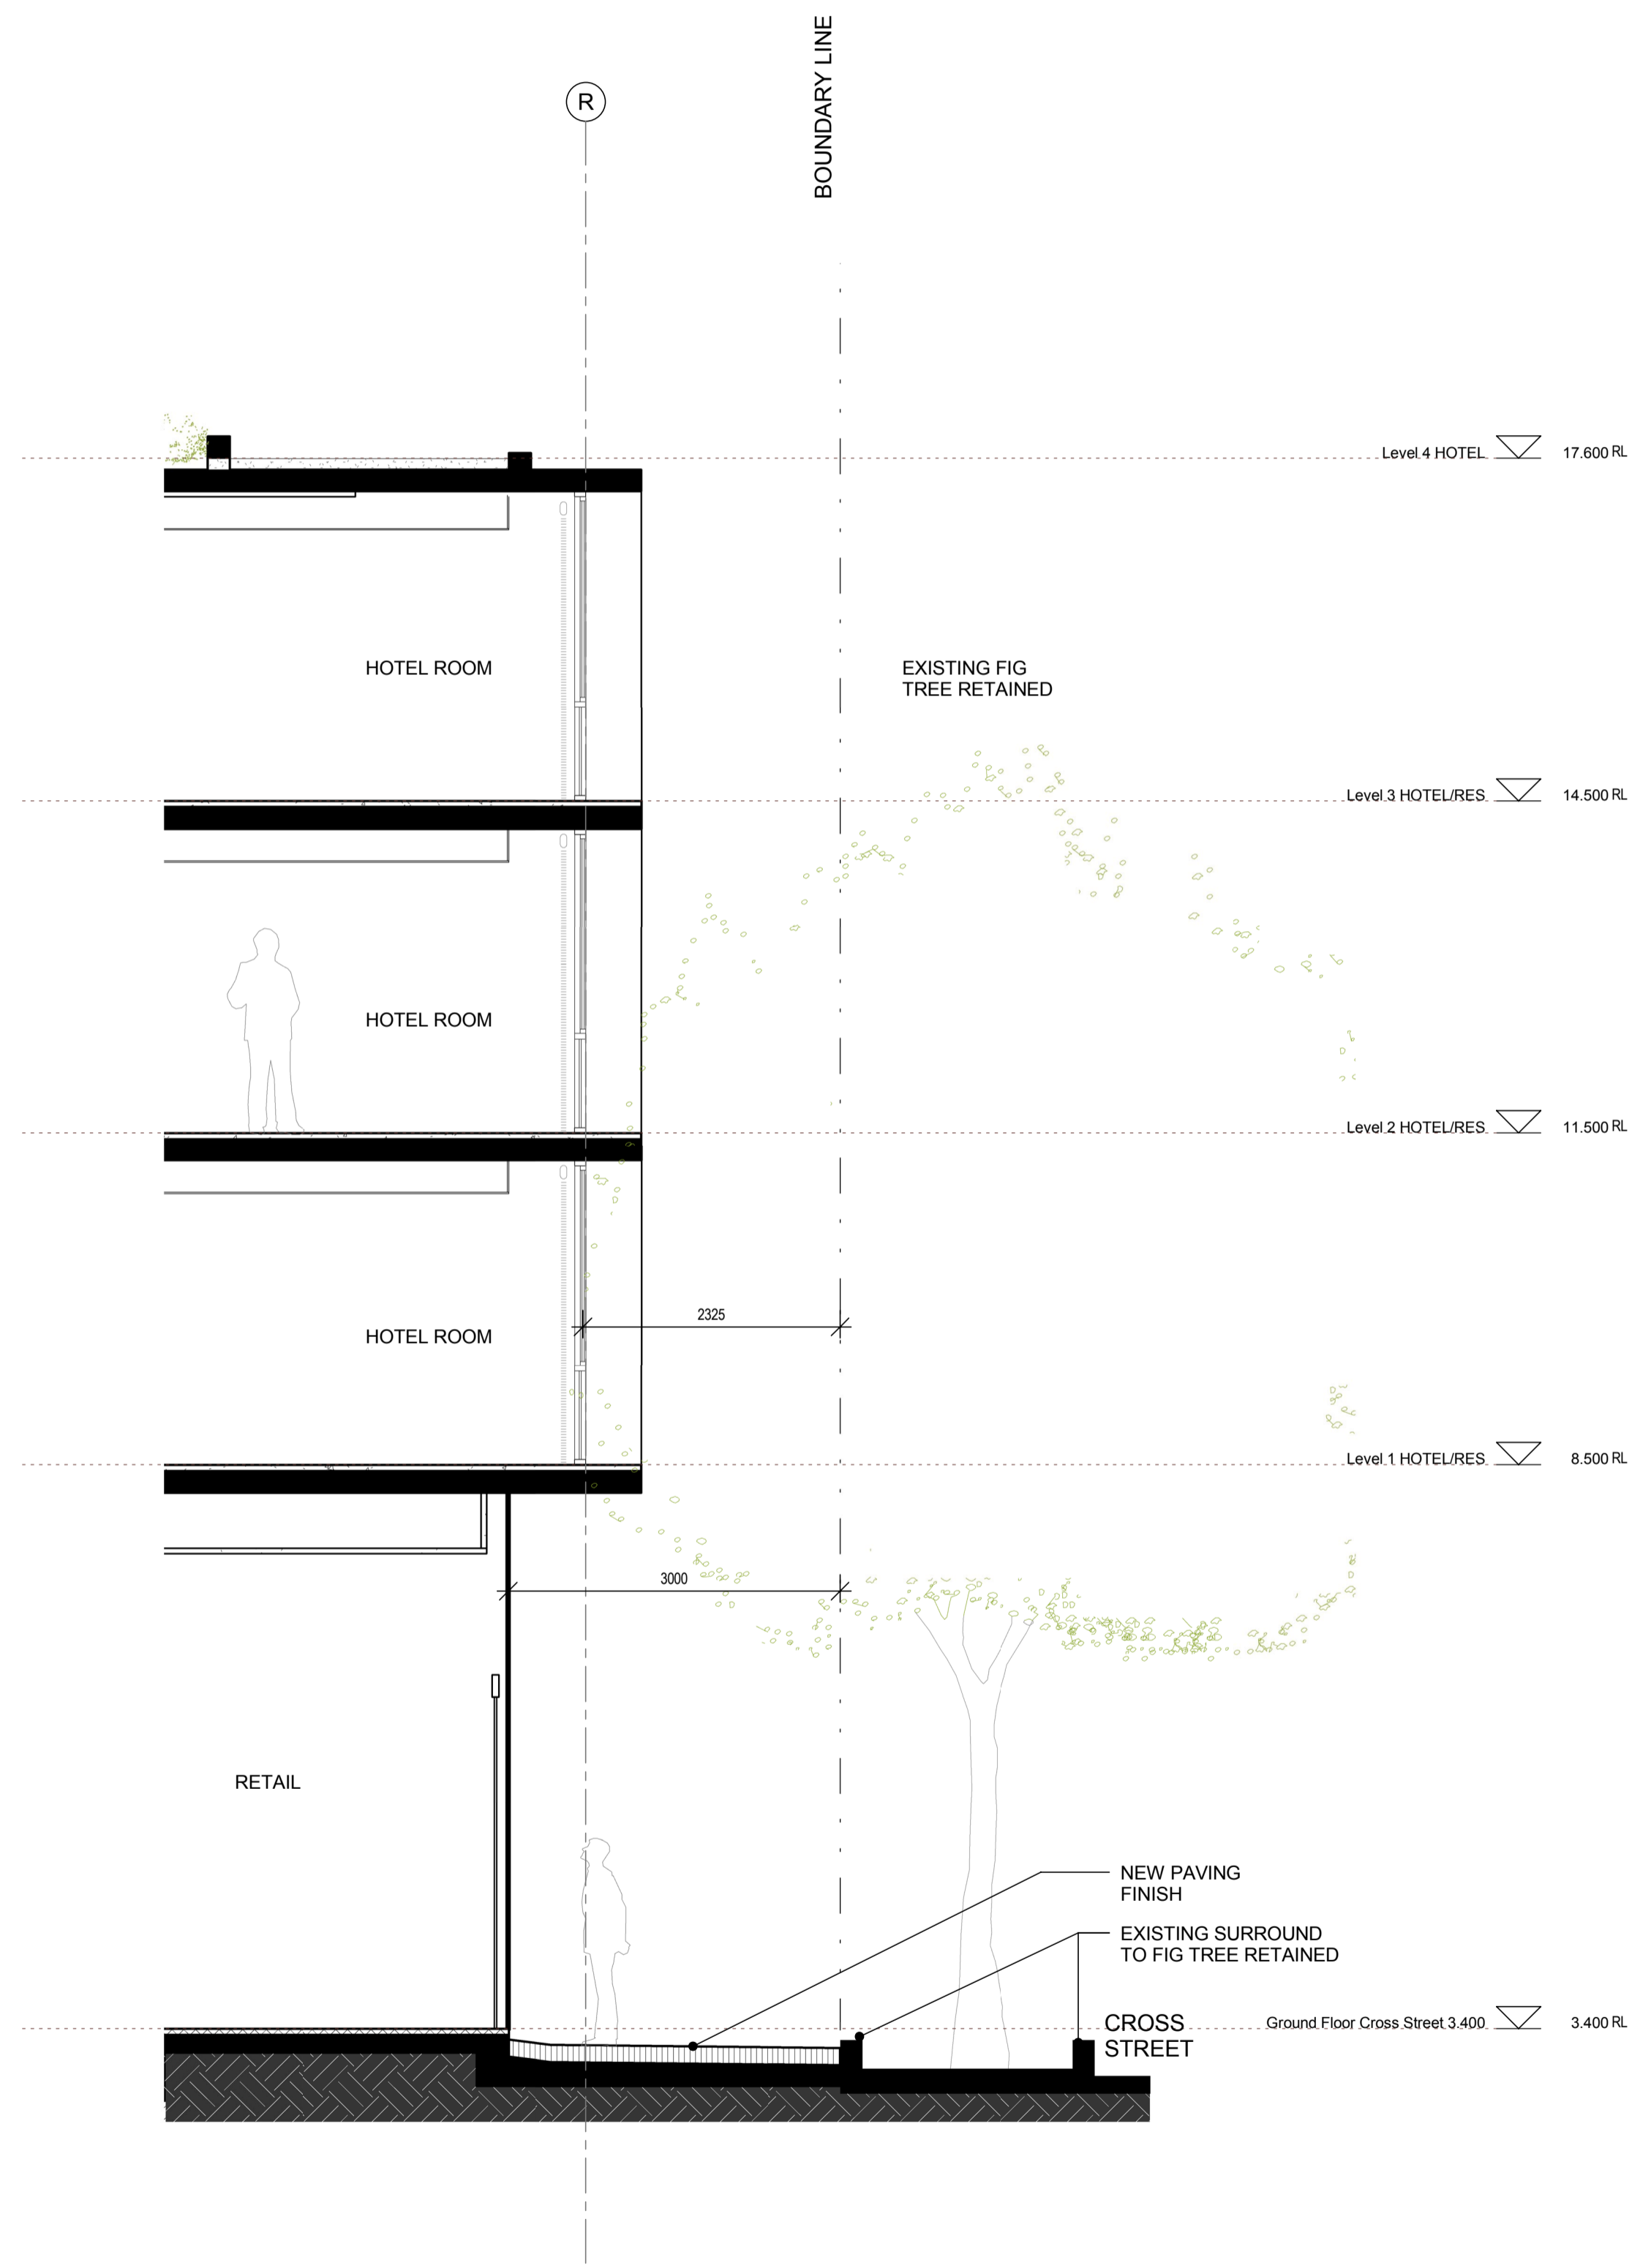 BOUNDARY LINE
R
Level 4 HOTEL 17.600 RL
HOTEL ROOM
EXISTING FIG
TREE RETAINED
Level 3 HOTEL/RES 14.500 RL
HOTEL ROOM
Level 2 HOTEL/RES 11.500 RL
2325
HOTEL ROOM
Level 1 HOTEL/RES 8.500 RL
3000
RETAIL
NEW PAVING
FINISH
EXISTING SURROUND
TO FIG TREE RETAINED
CROSS
STREET
Ground Floor Cross Street 3.400 3.400 RL